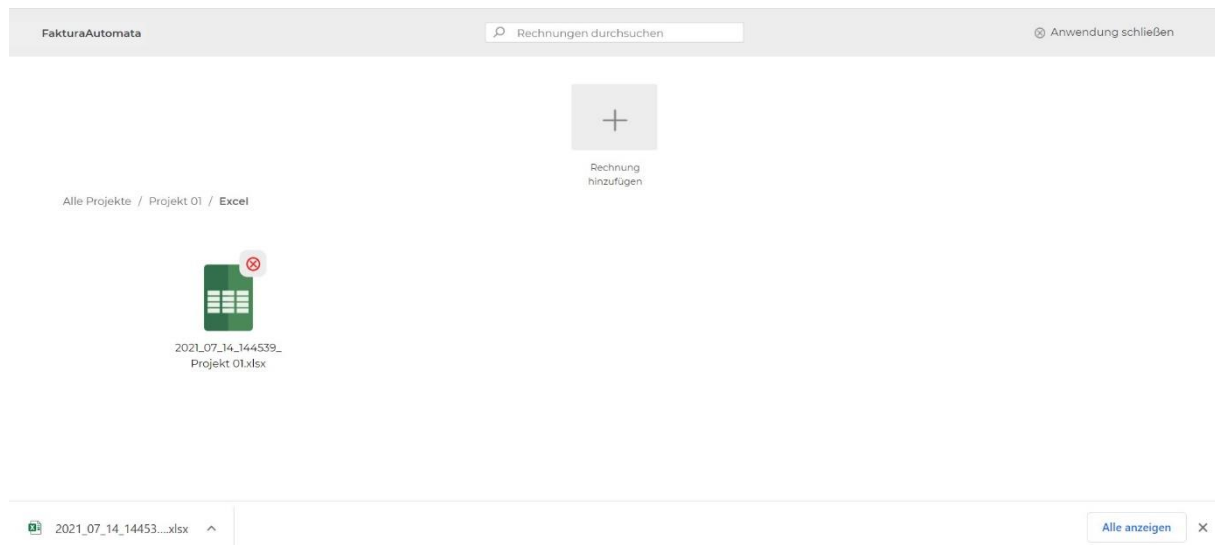 FakturaAutomata
Rechnungen durchsuchen
Anwendung schließen
Rechnung
hinzufügen
Alle Projekte / Projekt 01 / Excel
2021_07_14_144539_
Projekt 01.xlsx
2021_07_14_14453....xlsx
Alle anzeigen